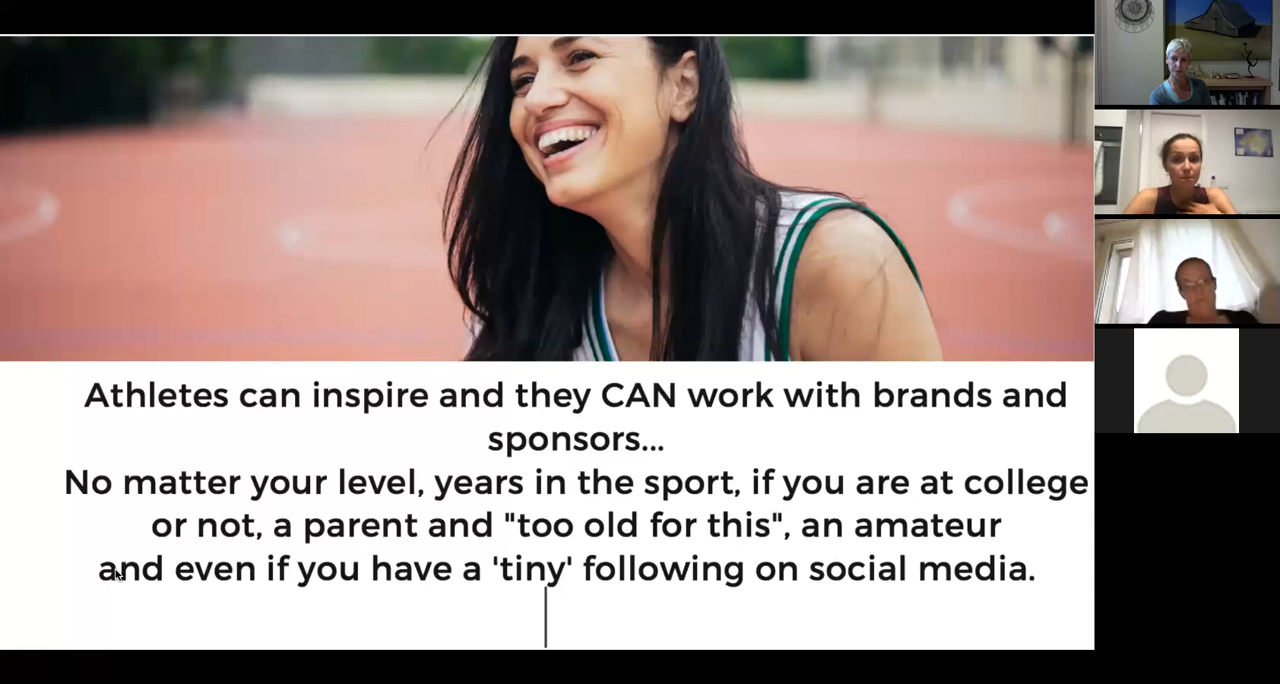 Athletes can inspire and they CAN work with brands and
sponsors...
No matter your level, years in the sport, if you are at college
or not, a parent and "too old for this", an amateur
and even if you have a 'tiny' following on social media.